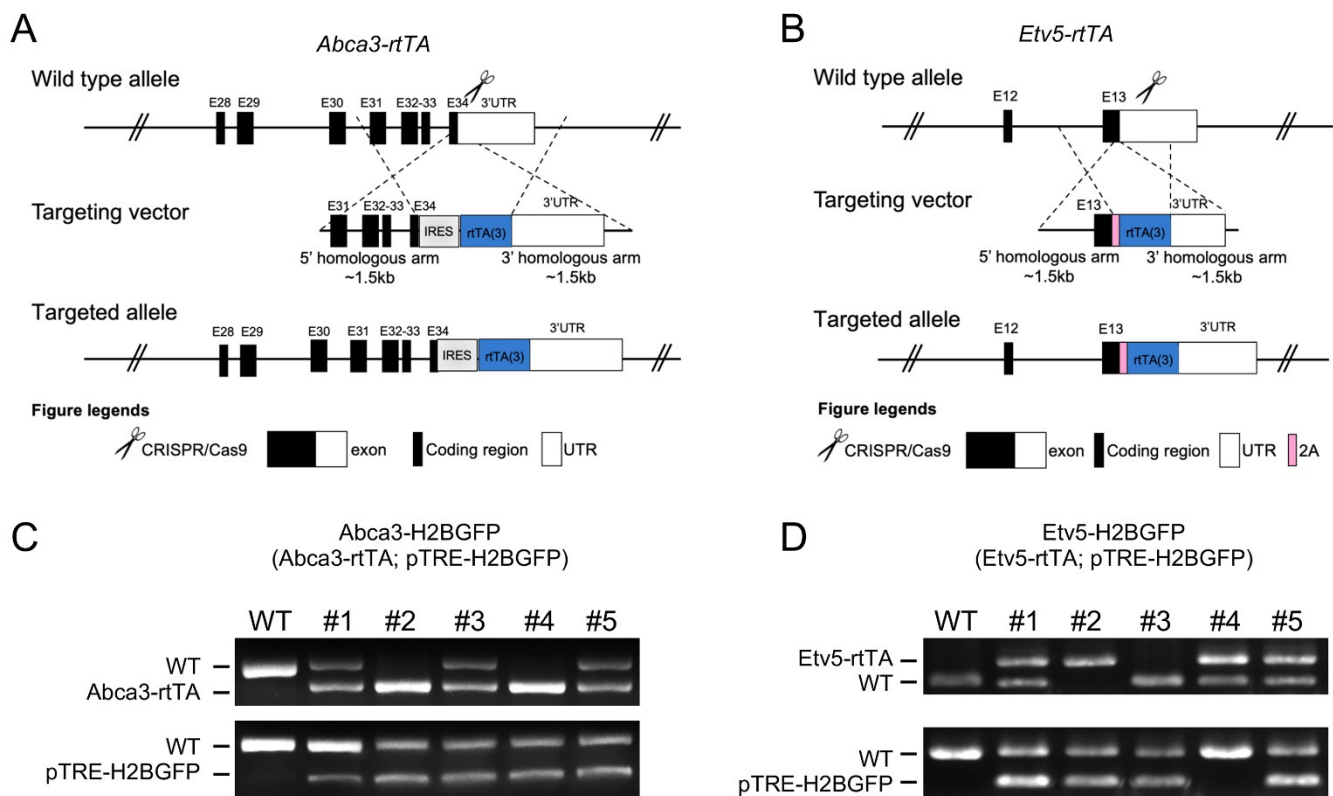 A
Abca3-rtTA
Wild type allele
E28 E29 E30 E31 E32-33 E34 3'UTR
Targeting vector
E31 E32-33 E34 3'UTR
IRES rtTA(3)
5' homologous arm 3' homologous arm
~1.5kb ~1.5kb
Targeted allele
E28 E29 E30 E31 E32-33 E34 3'UTR
IRES rtTA(3)
Figure legends
CRISPR/Cas9 exon Coding region UTR
B
Etv5-rtTA
Wild type allele
E12 E13
Targeting vector
E13 3'UTR
rtTA(3)
5' homologous arm 3' homologous arm
~1.5kb ~1.5kb
Targeted allele
E12 E13 3'UTR
rtTA(3)
Figure legends
CRISPR/Cas9 exon Coding region UTR 2A
C
Abca3-H2BGFP
(Abca3-rtTA; pTRE-H2BGFP)
WT #1 #2 #3 #4 #5
WT
Abca3-rtTA
WT
pTRE-H2BGFP
D
Etv5-H2BGFP
(Etv5-rtTA; pTRE-H2BGFP)
WT #1 #2 #3 #4 #5
Etv5-rtTA
WT
WT
pTRE-H2BGFP